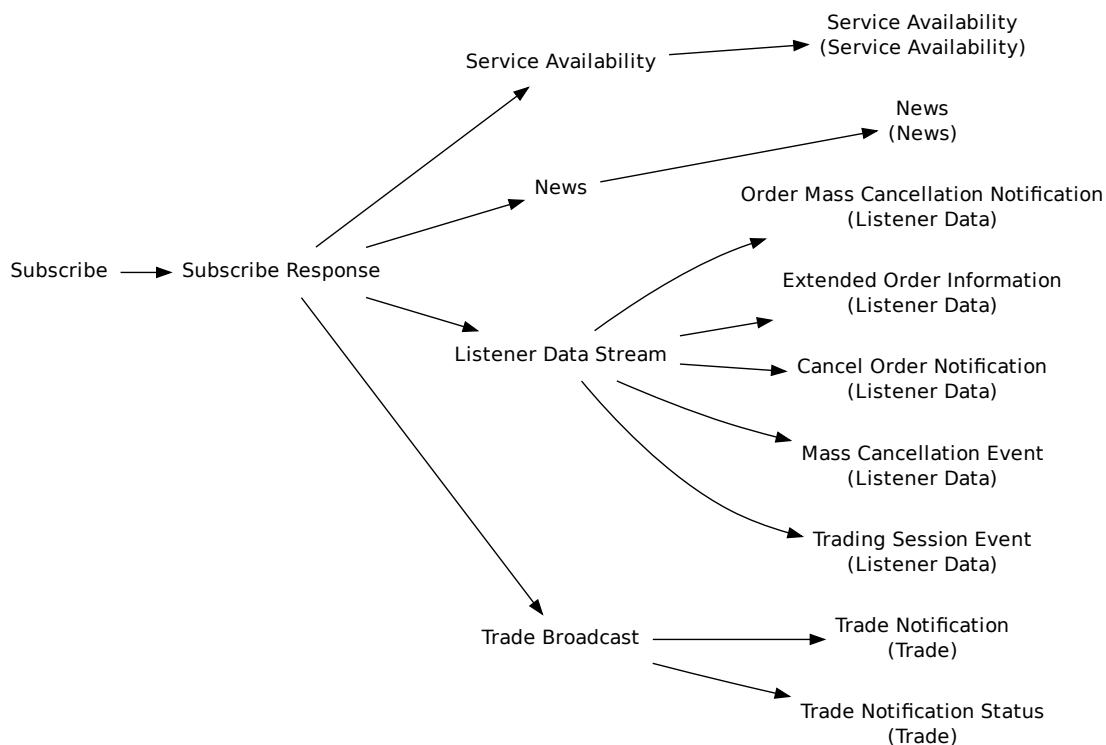 Subscribe
Subscribe Response
Service Availability
News
Listener Data Stream
Trade Broadcast
Service Availability
(Service Availability)
News
(News)
Order Mass Cancellation Notification
(Listener Data)
Extended Order Information
(Listener Data)
Cancel Order Notification
(Listener Data)
Mass Cancellation Event
(Listener Data)
Trading Session Event
(Listener Data)
Trade Notification
(Trade)
Trade Notification Status
(Trade)